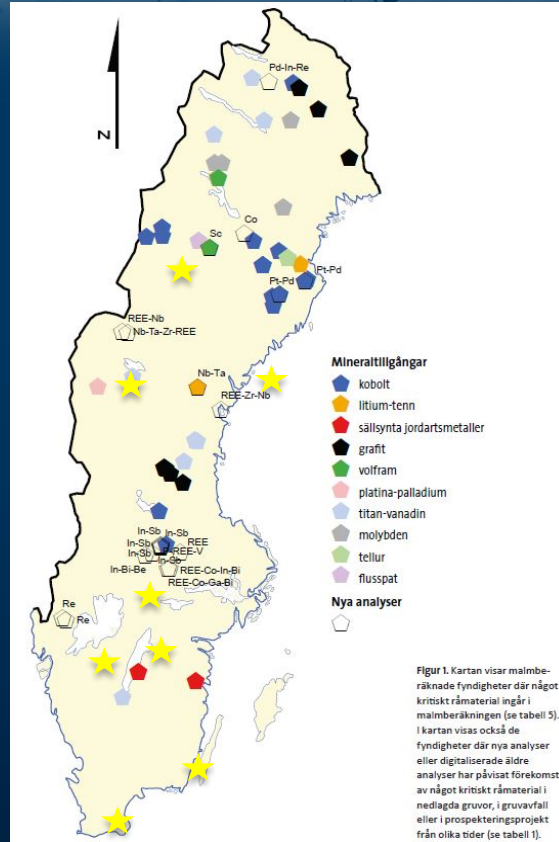 Pd-In-Re
N
Co
Sc
Pt-Pd
Pt-Pd
REE-Nb
Nb-Ta-Zr-REE
Nb-Ta
REE-Zr-Nb
Mineraltillgångar
kobolt
litium-tenn
sällsynta jordartsmetaller
grafit
volfram
platina-palladium
titan-vanadin
molybden
tellur
flusspat
Nya analyser
In-Sb
In-Sb
In-Sb
REE
In-Sb
In-Sb
In-Bi-Be
REE-Co-In-Bi
REE-Co-Ga-Bi
Re
Re
Figur 1. Kartan visar malmbe-
räknade fyndigheter där något
kritiskt råmaterial ingår i
malmberäkningen (se tabell 5).
I kartan visas också de
fyndigheter där nya analyser
eller digitaliserade äldre
analyser har påvisat förekomst
av något kritiskt råmaterial i
nedlagda gruvor, i gruvavfall
eller i prospekteringsprojekt
från olika tider (se tabell 1).